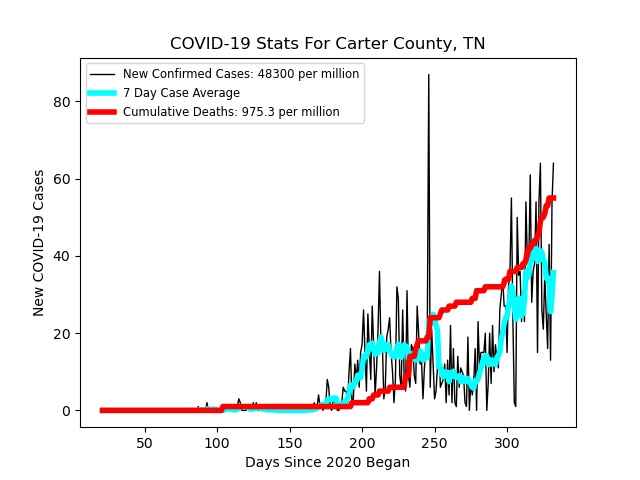 COVID-19 Stats For Carter County, TN
New Confirmed Cases: 48300 per million
7 Day Case Average
Cumulative Deaths: 975.3 per million
New COVID-19 Cases
80
60
40
20
0
50 100 150 200 250 300
Days Since 2020 Began